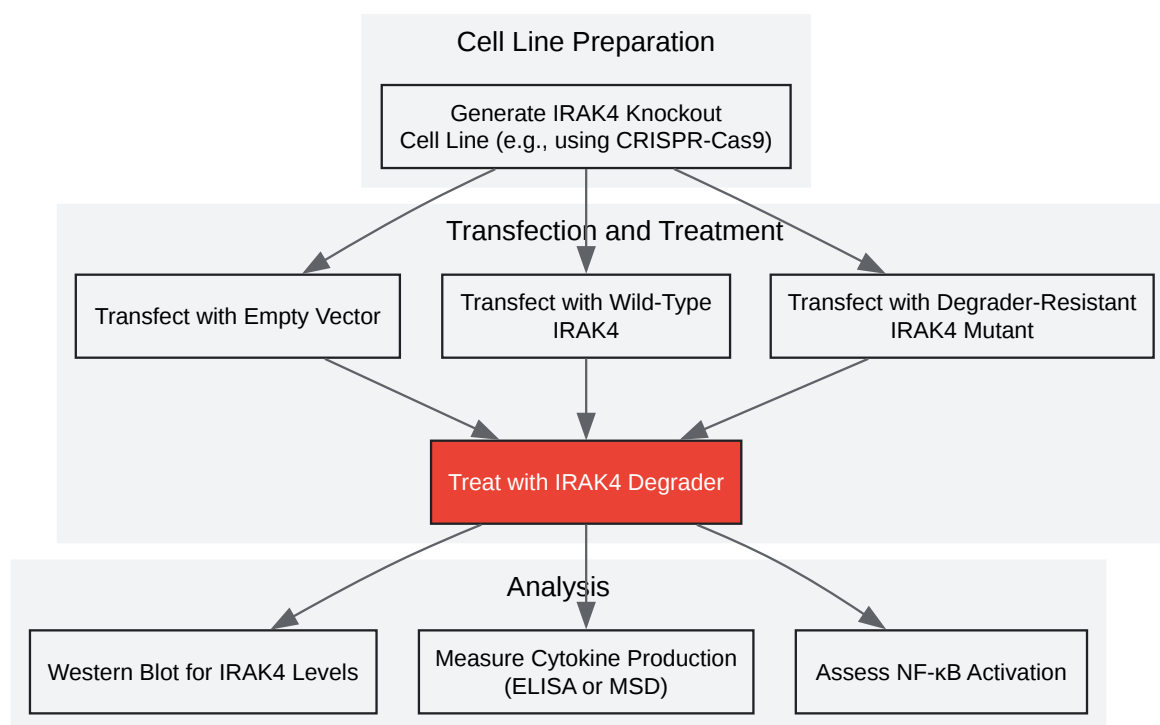 Cell Line Preparation
Generate IRAK4 Knockout
Cell Line (e.g., using CRISPR-Cas9)
Transfection and Treatment
Transfect with Empty Vector
Transfect with Wild-Type
IRAK4
Transfect with Degrader-Resistant
IRAK4 Mutant
Treat with IRAK4 Degrader
Analysis
Western Blot for IRAK4 Levels
Measure Cytokine Production
(ELISA or MSD)
Assess NF-κB Activation